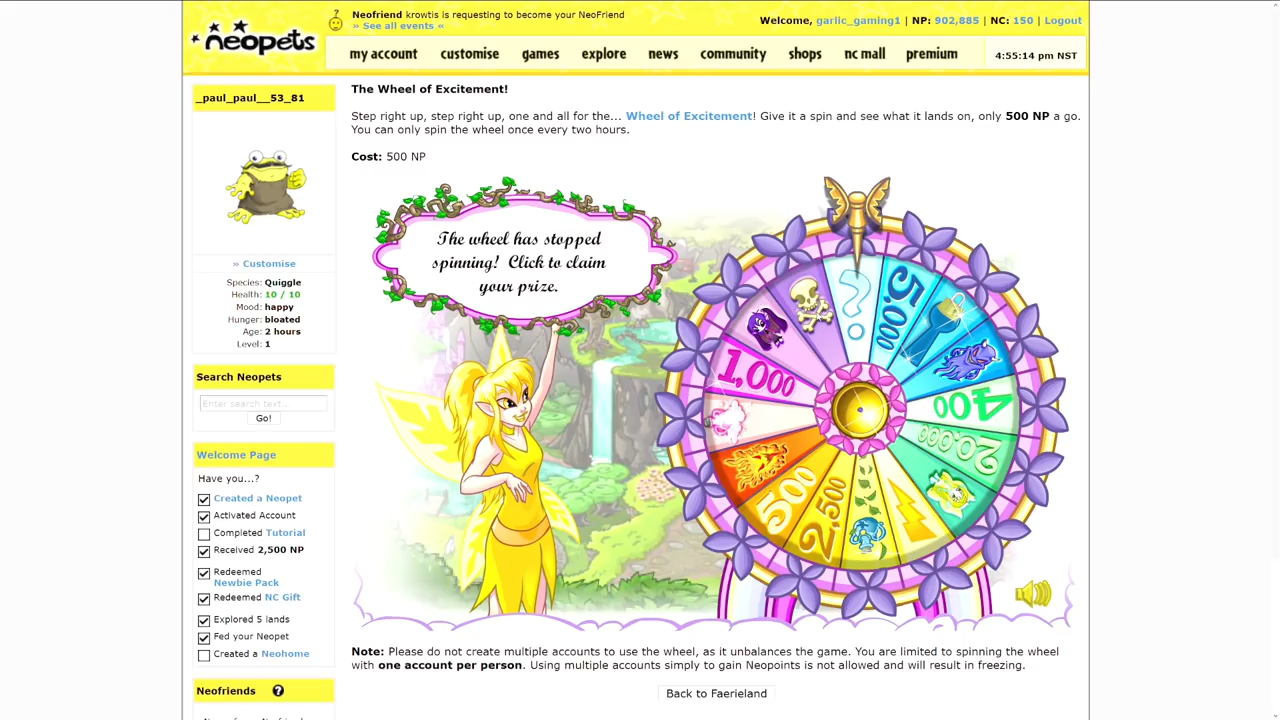 neopets
Neofriend krowtis is requesting to become your NeoFriend
» See all events «
Welcome, garlic_gaming1 | NP: 902,885 | NC: 150 | Logout
my account customise games explore news community shops nc mall premium 4:55:14 pm NST
_paul_paul__53_81
» Customise
Species: Quiggle
Health: 10 / 10
Mood: happy
Hunger: bloated
Age: 2 hours
Level: 1
Search Neopets
Enter search text...
Go!
Welcome Page
Have you...?
Created a Neopet
Activated Account
Completed Tutorial
Received 2,500 NP
Redeemed
Newbie Pack
Redeemed NC Gift
Explored 5 lands
Fed your Neopet
Created a Neohome
Neofriends ?
The Wheel of Excitement!
Step right up, step right up, one and all for the... Wheel of Excitement! Give it a spin and see what it lands on, only 500 NP a go.
You can only spin the wheel once every two hours.
Cost: 500 NP
The wheel has stopped
spinning! Click to claim
your prize.
?
5,000
400
20,000
2,500
500
1,000
Note: Please do not create multiple accounts to use the wheel, as it unbalances the game. You are limited to spinning the wheel
with one account per person. Using multiple accounts simply to gain Neopoints is not allowed and will result in freezing.
Back to Faerieland